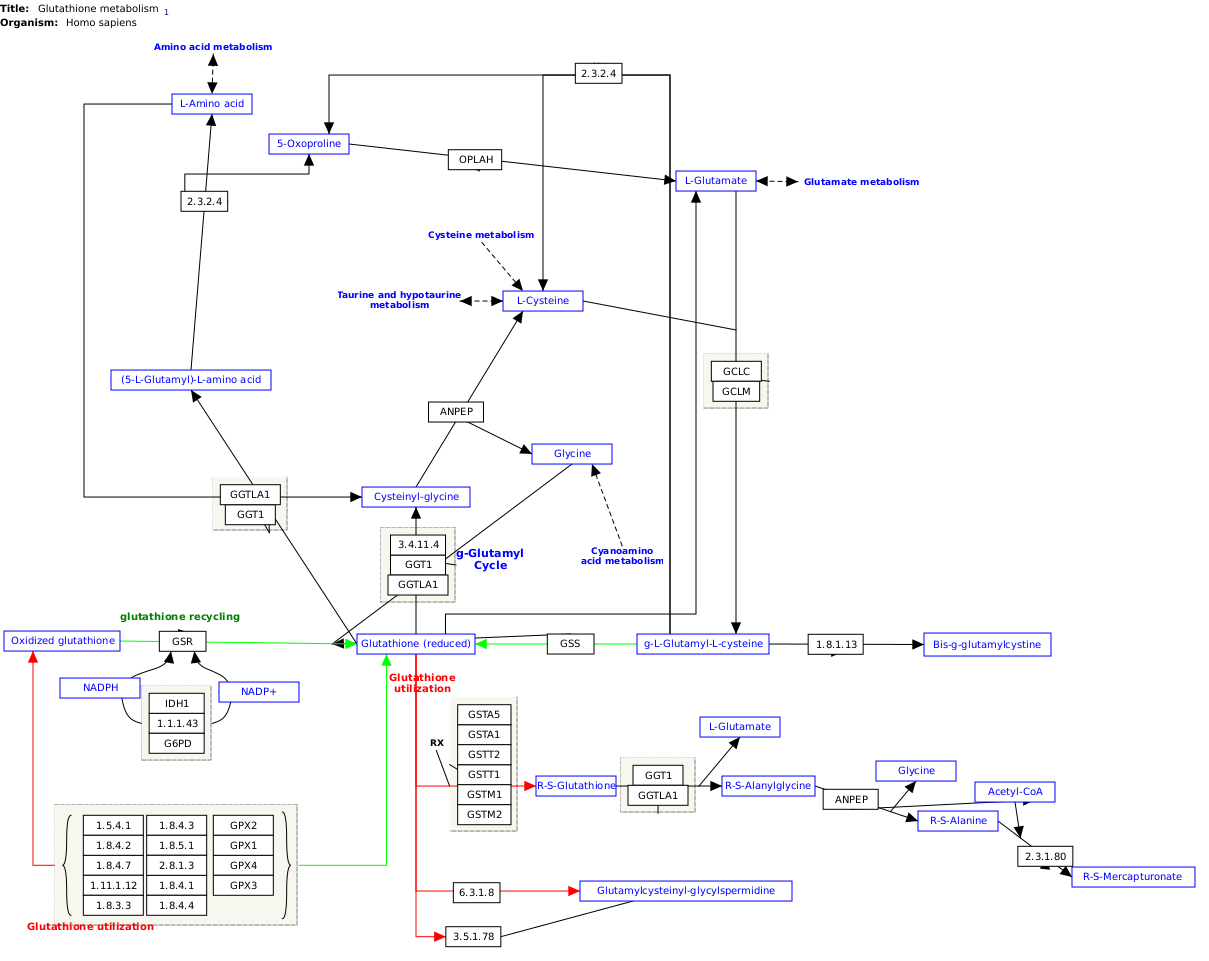 Title: Glutathione metabolism 1
Organism: Homo sapiens
Amino acid metabolism
2.3.2.4
L-Amino acid
5-Oxoproline
OPLAH
L-Glutamate
Glutamate metabolism
2.3.2.4
Cysteine metabolism
Taurine and hypotaurine
metabolism
L-Cysteine
GCLC
GCLM
(5-L-Glutamyl)-L-amino acid
ANPEP
Glycine
GGTLA1
GGT1
Cysteinyl-glycine
3.4.11.4
GGT1
GGTLA1
g-Glutamyl
Cycle
Cyanoamino
acid metabolism
glutathione recycling
Oxidized glutathione
GSR
Glutathione (reduced)
GSS
g-L-Glutamyl-L-cysteine
1.8.1.13
Bis-g-glutamylcystine
NADPH
NADP+
IDH1
1.1.1.43
G6PD
Glutathione
utilization
RX
GSTA5
GSTA1
GSTT2
GSTT1
GSTM1
GSTM2
R-S-Glutathione
GGT1
GGTLA1
L-Glutamate
R-S-Alanylglycine
ANPEP
Glycine
Acetyl-CoA
R-S-Alanine
2.3.1.80
R-S-Mercapturonate
1.5.4.1 1.8.4.3 GPX2
1.8.4.2 1.8.5.1 GPX1
1.8.4.7 2.8.1.3 GPX4
1.11.1.12 1.8.4.1 GPX3
1.8.3.3 1.8.4.4
Glutathione utilization
6.3.1.8
Glutamylcysteinyl-glycylspermidine
3.5.1.78